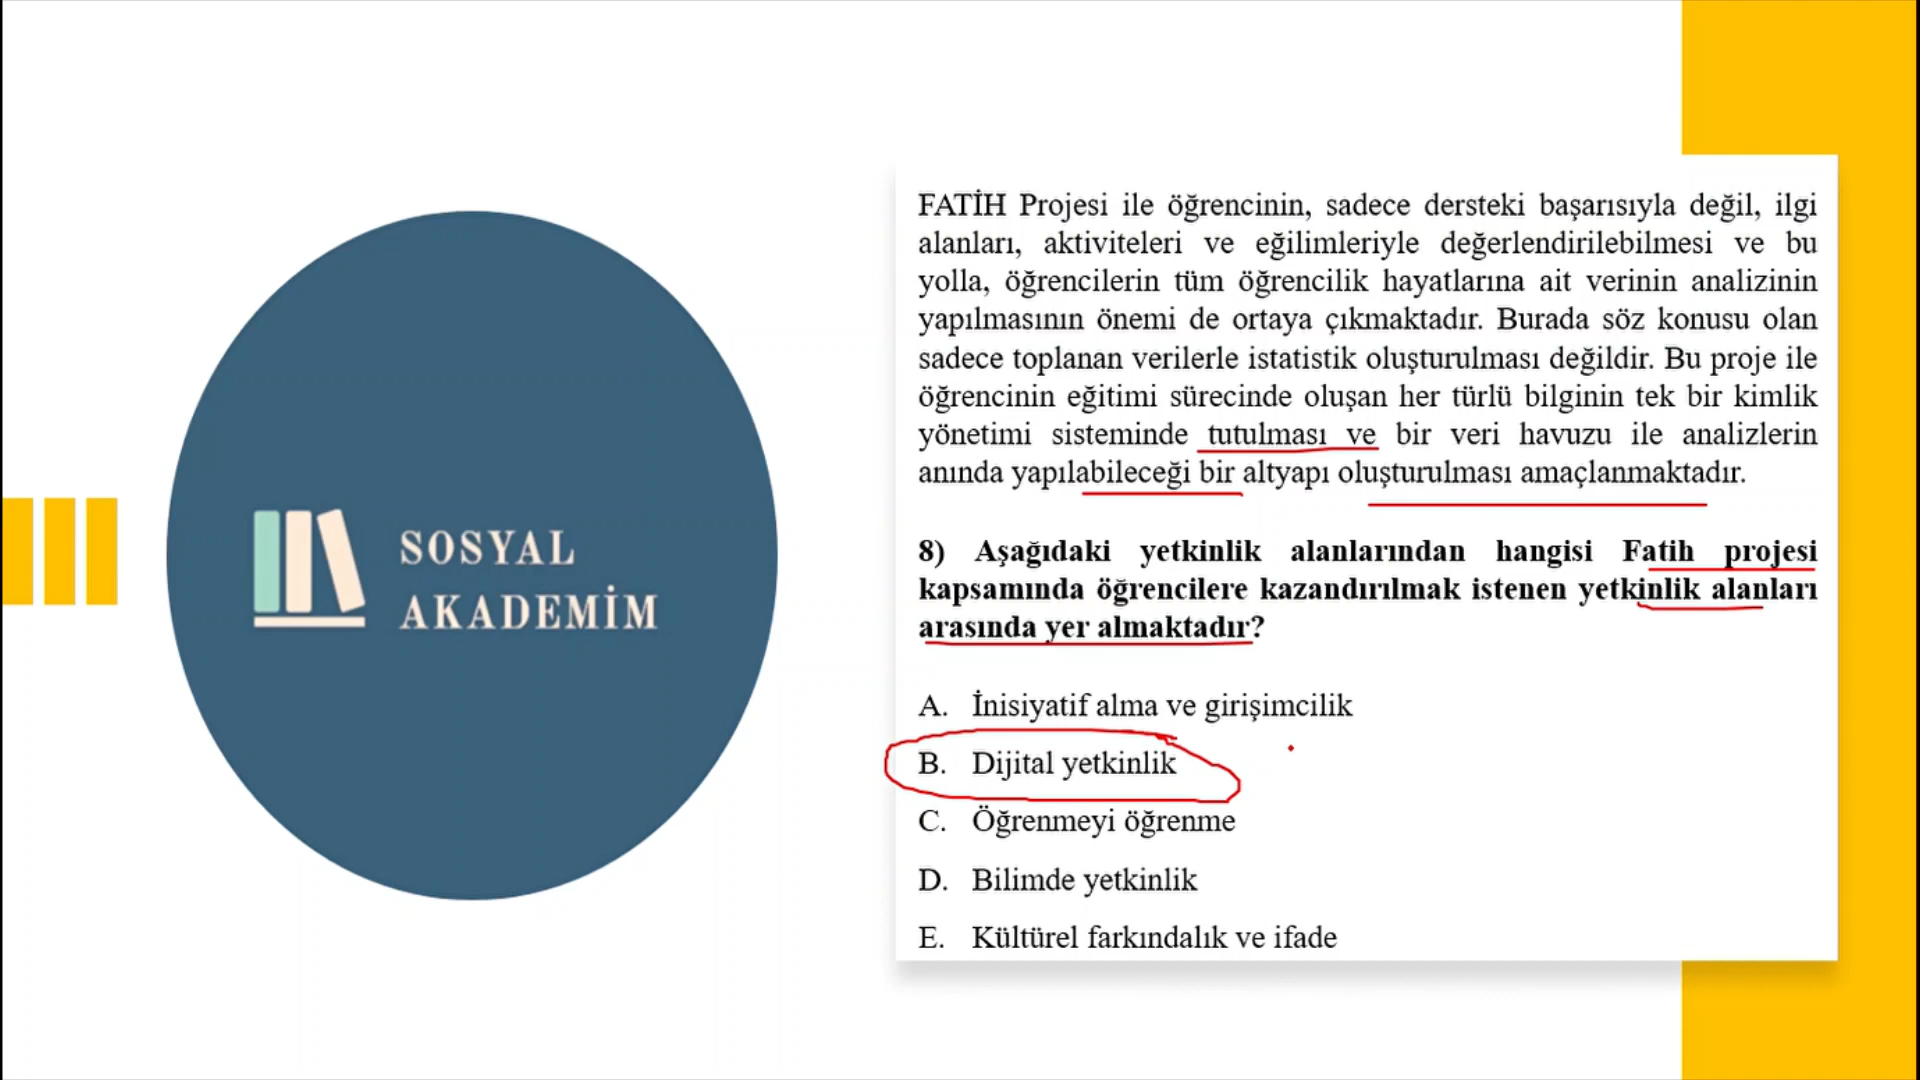 SOSYAL
AKADEMİM
FATİH Projesi ile öğrencinin, sadece dersteki başarısıyla değil, ilgi
alanları, aktiviteleri ve eğilimleriyle değerlendirilebilmesi ve bu
yolla, öğrencilerin tüm öğrencilik hayatlarına ait verinin analizinin
yapılmasının önemi de ortaya çıkmaktadır. Burada söz konusu olan
sadece toplanan verilerle istatistik oluşturulması değildir. Bu proje ile
öğrencinin eğitimi sürecinde oluşan her türlü bilginin tek bir kimlik
yönetimi sisteminde tutulması ve bir veri havuzu ile analizlerin
anında yapılabileceği bir altyapı oluşturulması amaçlanmaktadır.
8) Aşağıdaki yetkinlik alanlarından hangisi Fatih projesi
kapsamında öğrencilere kazandırılmak istenen yetkinlik alanları
arasında yer almaktadır?
A. İnisiyatif alma ve girişimcilik
B. Dijital yetkinlik
C. Öğrenmeyi öğrenme
D. Bilimde yetkinlik
E. Kültürel farkındalık ve ifade